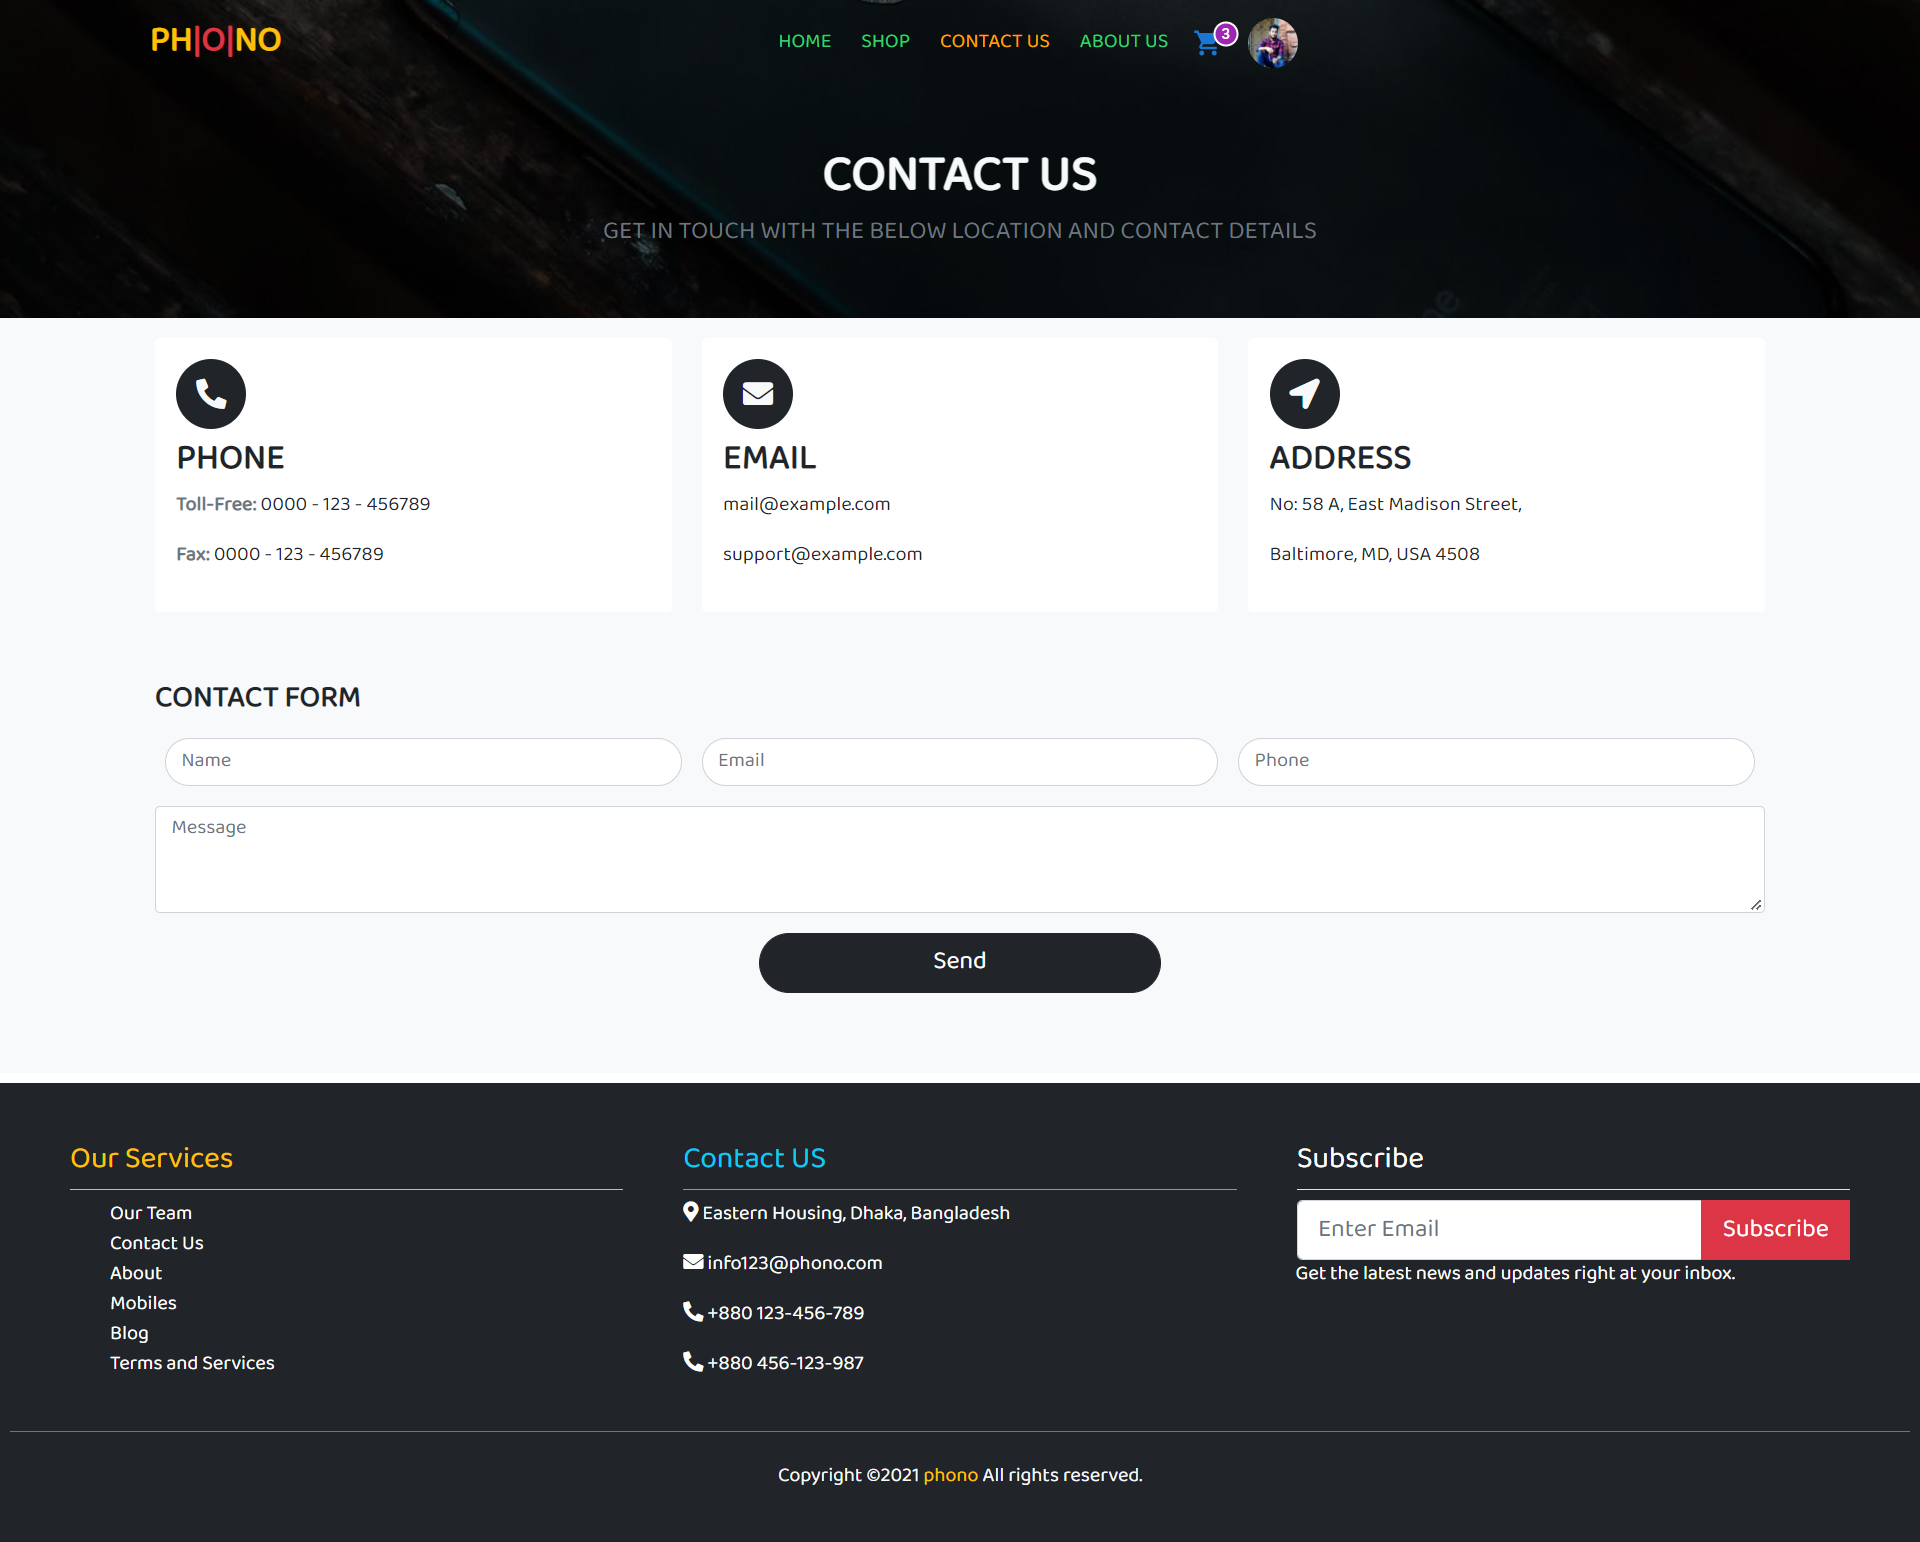 PH|O|NO
HOME SHOP CONTACT US ABOUT US 3
CONTACT US
GET IN TOUCH WITH THE BELOW LOCATION AND CONTACT DETAILS
PHONE
Toll-Free: 0000 - 123 - 456789
Fax: 0000 - 123 - 456789
EMAIL
mail@example.com
support@example.com
ADDRESS
No: 58 A, East Madison Street,
Baltimore, MD, USA 4508
CONTACT FORM
Name
Email
Phone
Message
Send
Our Services
Our Team
Contact Us
About
Mobiles
Blog
Terms and Services
Contact US
Eastern Housing, Dhaka, Bangladesh
info123@phono.com
+880 123-456-789
+880 456-123-987
Subscribe
Enter Email
Subscribe
Get the latest news and updates right at your inbox.
Copyright ©2021 phono All rights reserved.